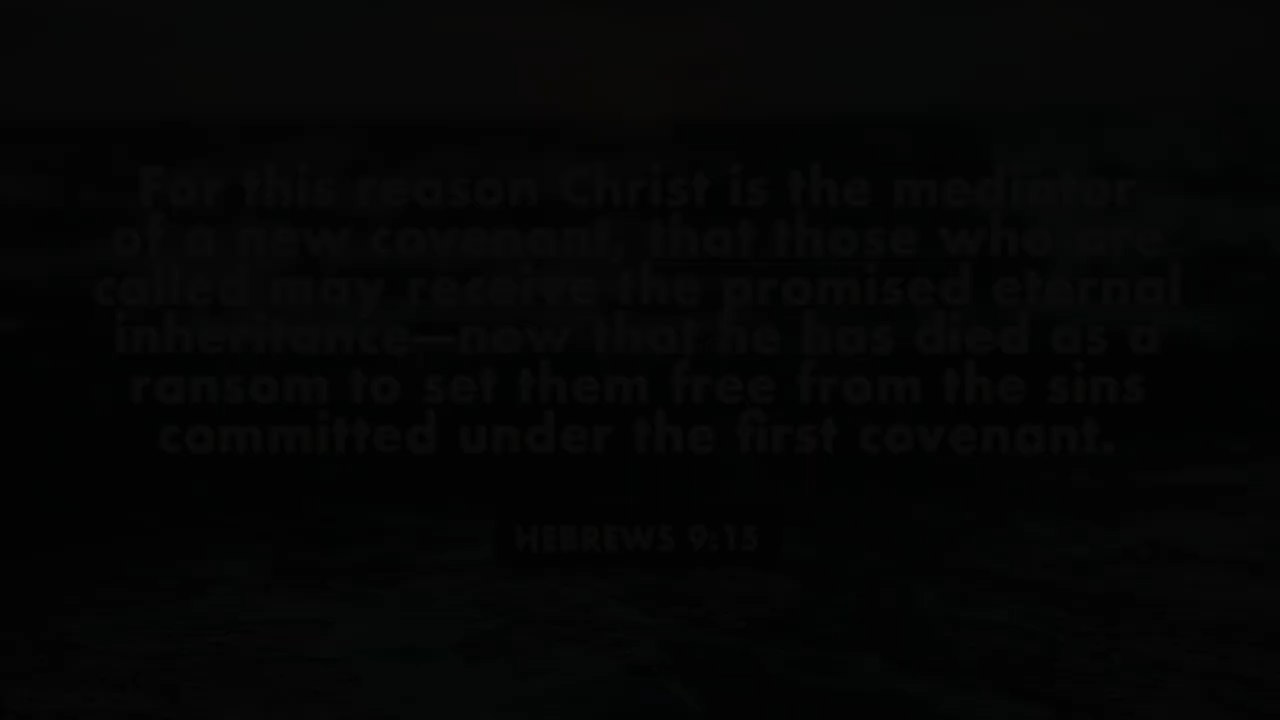 For this reason Christ is the mediator
of a new covenant, that those who are
called may receive the promised eternal
inheritance—now that he has died as a
ransom to set them free from the sins
committed under the first covenant.
HEBREWS 9:15